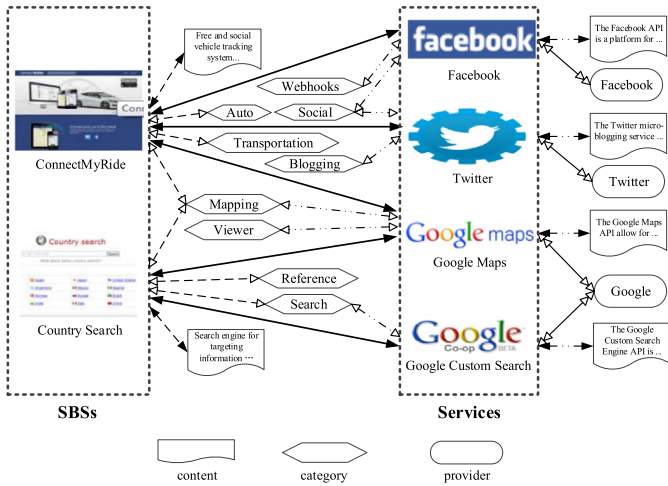 Free and social
vehicle tracking
system...
facebook
Facebook
The Facebook API
is a platform for ...
Facebook
Webhooks
Auto
Social
Transportation
Blogging
ConnectMyRide
Twitter
The Twitter micro-
blogging service ...
Twitter
Mapping
Viewer
Google maps
Google Maps
The Google Maps
API allow for ...
Google
Country search
Reference
Search
Country Search
Google
Co-op BETA
Google Custom Search
The Google
Custom Search
Engine API is ...
Search engine for
targeting
information ...
SBSs
Services
content
category
provider